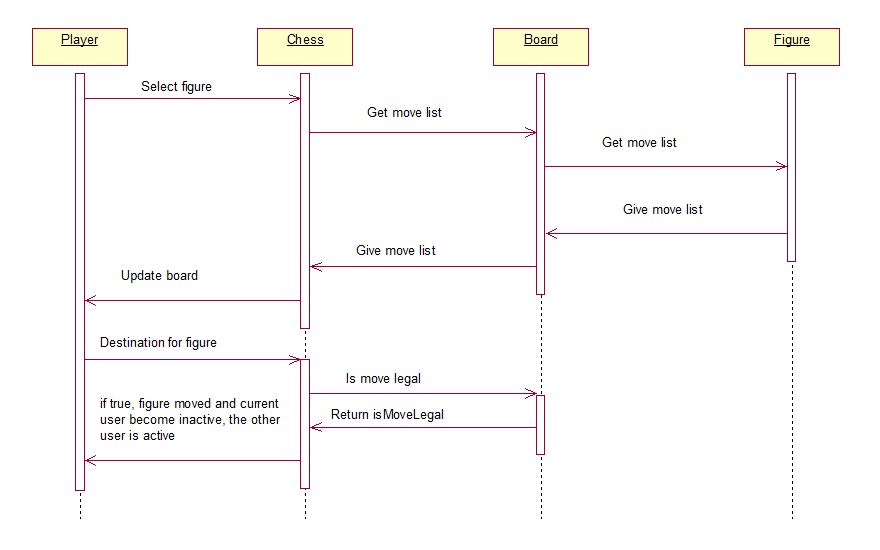 Player
Chess
Board
Figure
Select figure
Get move list
Get move list
Give move list
Give move list
Update board
Destination for figure
Is move legal
Return isMoveLegal
if true, figure moved and current
user become inactive, the other
user is active